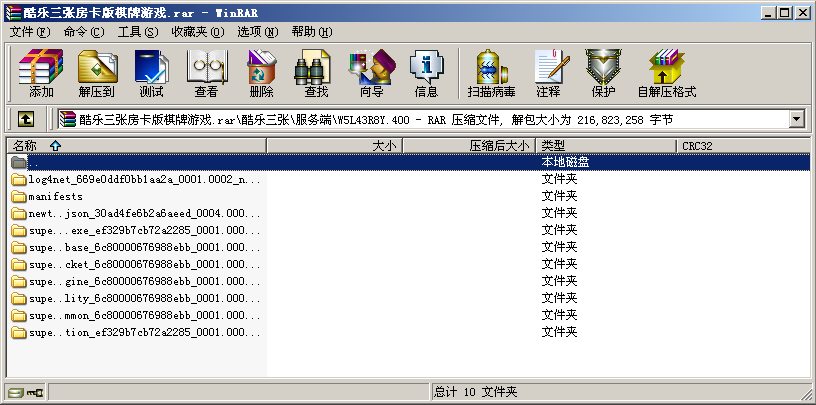 酷乐三张房卡版棋牌游戏.rar - WinRAR
文件(F) 命令(C) 工具(S) 收藏夹(O) 选项(N) 帮助(H)
添加 解压到 测试 查看 删除 查找 向导 信息 扫描病毒 注释 保护 自解压格式
酷乐三张房卡版棋牌游戏.rar\酷乐三张\服务端\W5L43R8Y.400 - RAR 压缩文件, 解包大小为 216,823,258 字节
名称 大小 压缩后大小 类型 CRC32
.. 本地磁盘
log4net_669e0ddf0bb1aa2a_0001.0002_n... 文件夹
manifests 文件夹
newt..json_30ad4fe6b2a6aeed_0004.000... 文件夹
supe..exe_ef329b7cb72a2285_0001.000... 文件夹
supe..base_6c80000676988ebb_0001.000... 文件夹
supe..cket_6c80000676988ebb_0001.000... 文件夹
supe..gine_6c80000676988ebb_0001.000... 文件夹
supe..lity_6c80000676988ebb_0001.000... 文件夹
supe..mmon_6c80000676988ebb_0001.000... 文件夹
supe..tion_ef329b7cb72a2285_0001.000... 文件夹
总计 10 文件夹